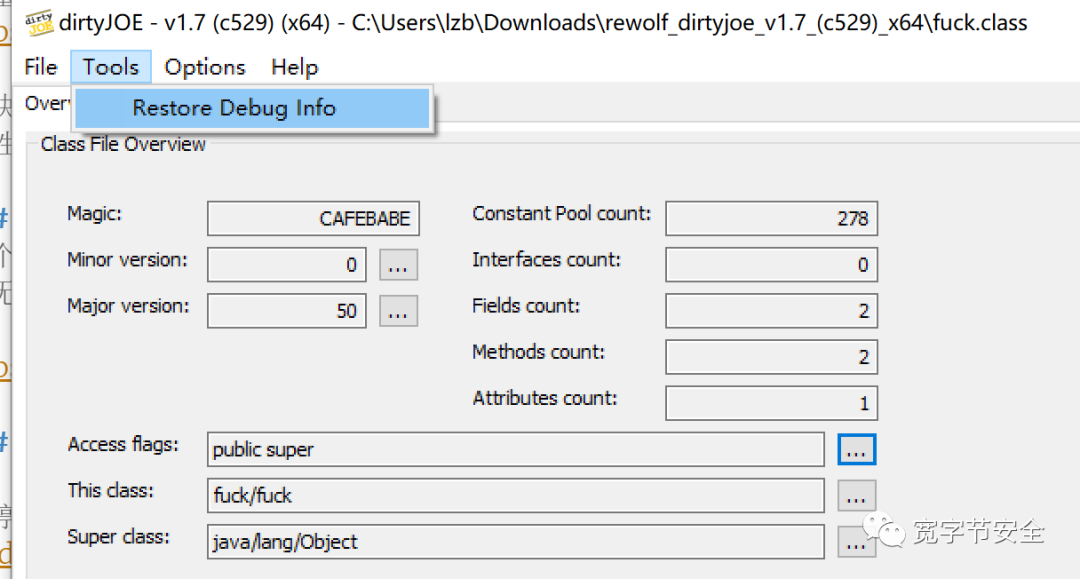 dirtyJOE - v1.7 (c529) (x64) - C:\Users\lzb\Downloads\rewolf_dirtyjoe_v1.7_(c529)_x64\fuck.class
File Tools Options Help
Restore Debug Info
Class File Overview
Magic: CAFEBABE Constant Pool count: 278
Minor version: 0 ... Interfaces count: 0
Major version: 50 ... Fields count: 2
Methods count: 2
Attributes count: 1
Access flags: public super ...
This class: fuck/fuck ...
Super class: java/lang/Object ...
宽字节安全